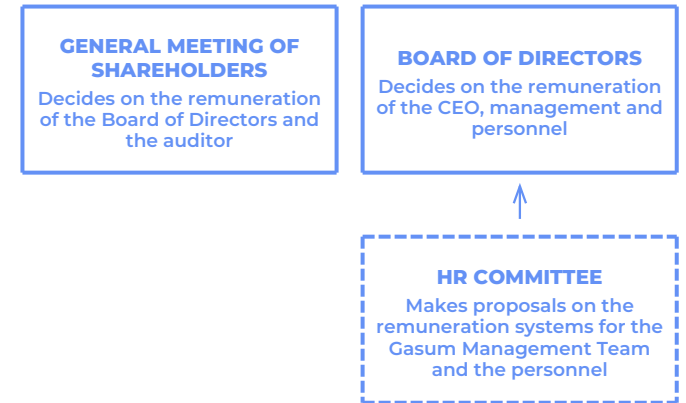 GENERAL MEETING OF
SHAREHOLDERS
Decides on the remuneration
of the Board of Directors and
the auditor
BOARD OF DIRECTORS
Decides on the remuneration
of the CEO, management and
personnel
HR COMMITTEE
Makes proposals on the
remuneration systems for the
Gasum Management Team
and the personnel